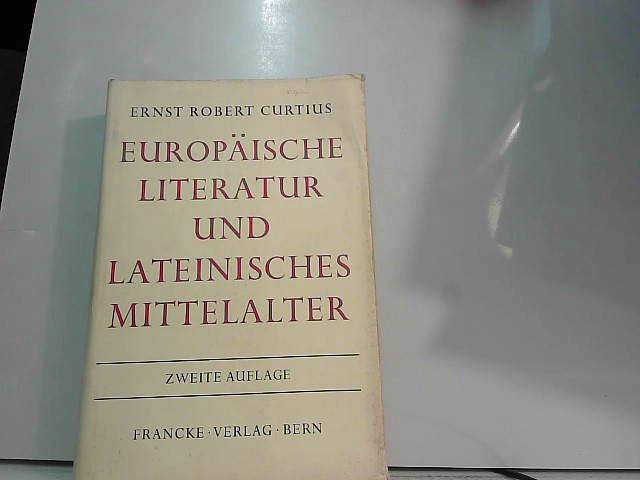 ERNST ROBERT CURTIUS
EUROPÄISCHE
LITERATUR
UND
LATEINISCHES
MITTELALTER
ZWEITE AUFLAGE
FRANCKE · VERLAG · BERN